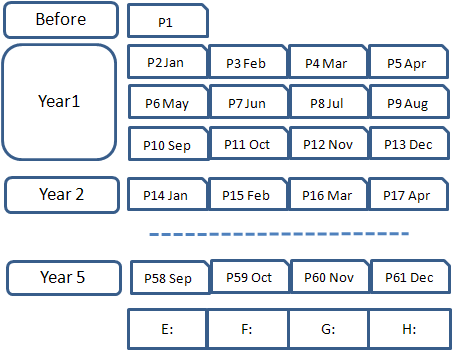 Before P1
Year1
P2 Jan P3 Feb P4 Mar P5 Apr
P6 May P7 Jun P8 Jul P9 Aug
P10 Sep P11 Oct P12 Nov P13 Dec
Year 2 P14 Jan P15 Feb P16 Mar P17 Apr
Year 5 P58 Sep P59 Oct P60 Nov P61 Dec
E: F: G: H: